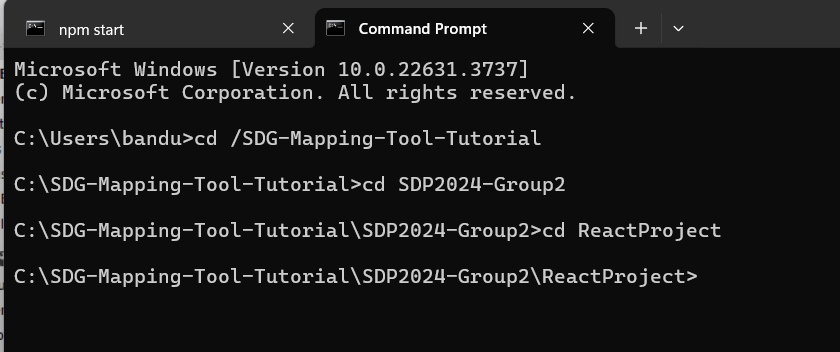 npm start
Command Prompt
Microsoft Windows [Version 10.0.22631.3737]
(c) Microsoft Corporation. All rights reserved.
C:\Users\bandu>cd /SDG-Mapping-Tool-Tutorial
C:\SDG-Mapping-Tool-Tutorial>cd SDP2024-Group2
C:\SDG-Mapping-Tool-Tutorial\SDP2024-Group2>cd ReactProject
C:\SDG-Mapping-Tool-Tutorial\SDP2024-Group2\ReactProject>